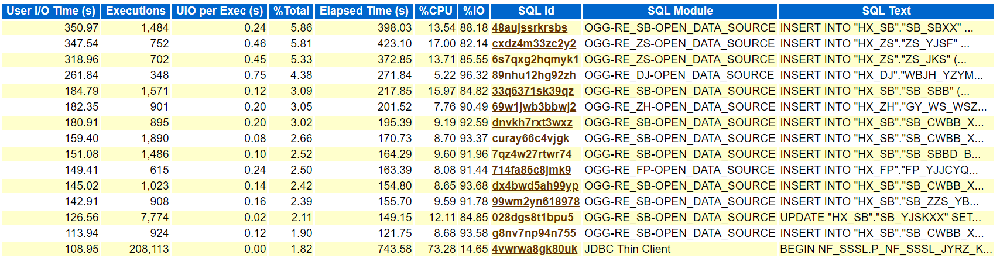 User I/O Time (s) Executions UIO per Exec (s) %Total Elapsed Time (s) %CPU %IO SQL Id SQL Module SQL Text
350.97 1,484 0.24 5.86 398.03 13.54 88.18 48aujssrkrsbs OGG-RE_SB-OPEN_DATA_SOURCE INSERT INTO "HX_SB"."SB_SBXX" ...
347.54 752 0.46 5.81 423.10 17.00 82.14 cxdz4m33zc2y2 OGG-RE_ZS-OPEN_DATA_SOURCE INSERT INTO "HX_ZS"."ZS_YJSF" ...
318.96 702 0.45 5.33 372.85 13.71 85.55 6s7qxg2hqmyk1 OGG-RE_ZS-OPEN_DATA_SOURCE INSERT INTO "HX_ZS"."ZS_JKS" (...
261.84 348 0.75 4.38 271.84 5.22 96.32 89nhu12hg92zh OGG-RE_DJ-OPEN_DATA_SOURCE INSERT INTO "HX_DJ"."WBJH_YZYM...
184.79 1,571 0.12 3.09 217.85 15.97 84.82 33q6371sk39qz OGG-RE_SB-OPEN_DATA_SOURCE INSERT INTO "HX_SB"."SB_SBB" (...
182.35 901 0.20 3.05 201.52 7.76 90.49 69w1jwb3bbwj2 OGG-RE_ZH-OPEN_DATA_SOURCE INSERT INTO "HX_ZH"."GY_WS_WSZ...
180.91 895 0.20 3.02 195.39 9.19 92.59 dnvkh7rxt3wxz OGG-RE_SB-OPEN_DATA_SOURCE INSERT INTO "HX_SB"."SB_CWBB_X...
159.40 1,890 0.08 2.66 170.73 8.70 93.37 curay66c4vjgk OGG-RE_SB-OPEN_DATA_SOURCE INSERT INTO "HX_SB"."SB_CWBB_X...
151.08 1,486 0.10 2.52 164.29 9.60 91.96 7qz4w27rtwr74 OGG-RE_SB-OPEN_DATA_SOURCE INSERT INTO "HX_SB"."SB_SBBD_B...
149.41 615 0.24 2.50 163.39 8.08 91.44 714fa86c8jmk9 OGG-RE_FP-OPEN_DATA_SOURCE INSERT INTO "HX_FP"."FP_YJJCYQ...
145.02 1,023 0.14 2.42 154.80 8.65 93.68 dx4bwd5ah99yp OGG-RE_SB-OPEN_DATA_SOURCE INSERT INTO "HX_SB"."SB_CWBB_X...
142.91 908 0.16 2.39 155.70 9.59 91.78 99wm2yn618978 OGG-RE_SB-OPEN_DATA_SOURCE INSERT INTO "HX_SB"."SB_ZZS_YB...
126.56 7,774 0.02 2.11 149.15 12.11 84.85 028dgs8t1bpu5 OGG-RE_SB-OPEN_DATA_SOURCE UPDATE "HX_SB"."SB_YJSKXX" SET...
113.94 924 0.12 1.90 121.75 8.68 93.58 g8nv7np94n755 OGG-RE_SB-OPEN_DATA_SOURCE INSERT INTO "HX_SB"."SB_CWBB_X...
108.95 208,113 0.00 1.82 743.58 73.28 14.65 4vwrwa8gk80uk JDBC Thin Client BEGIN NF_SSSL.P_NF_SSSL_JYRZ_K...